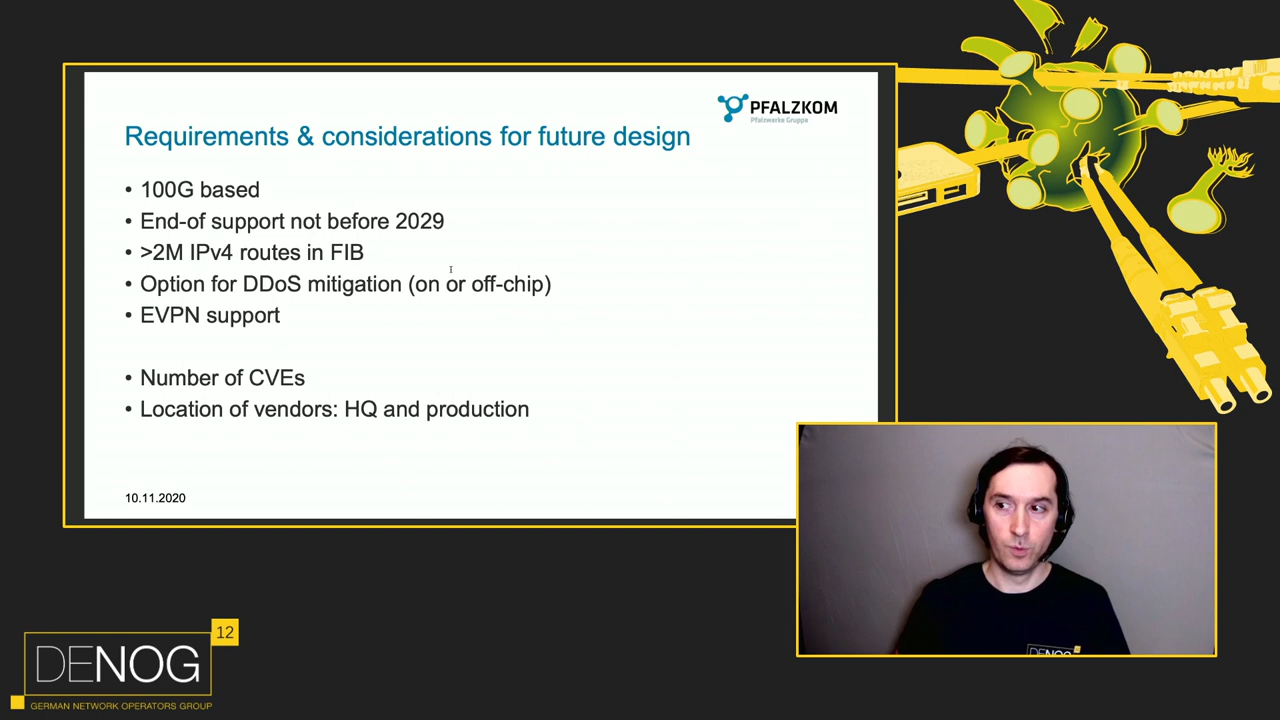 PFALZKOM
Pfalzwerke Gruppe
Requirements & considerations for future design
• 100G based
• End-of support not before 2029
• >2M IPv4 routes in FIB
• Option for DDoS mitigation (on or off-chip)
• EVPN support
• Number of CVEs
• Location of vendors: HQ and production
10.11.2020
DENOG
12
DENOG
GERMAN NETWORK OPERATORS GROUP